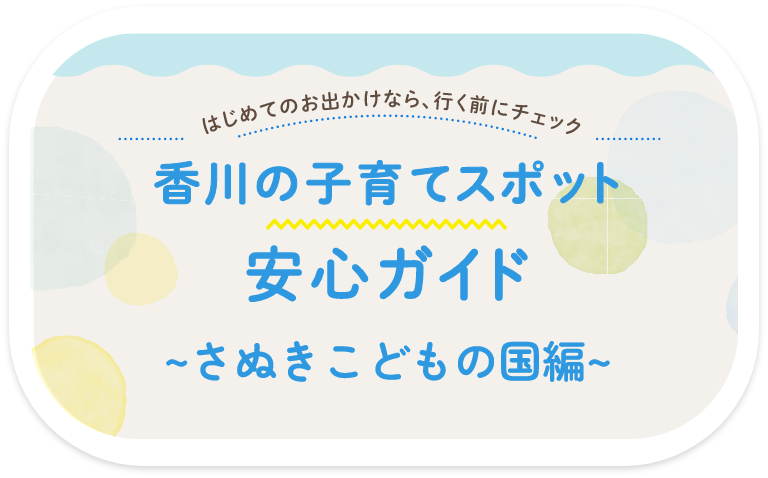 はじめてのお出かけなら、行く前にチェック
香川の子育てスポット
安心ガイド
~さぬきこどもの国編~